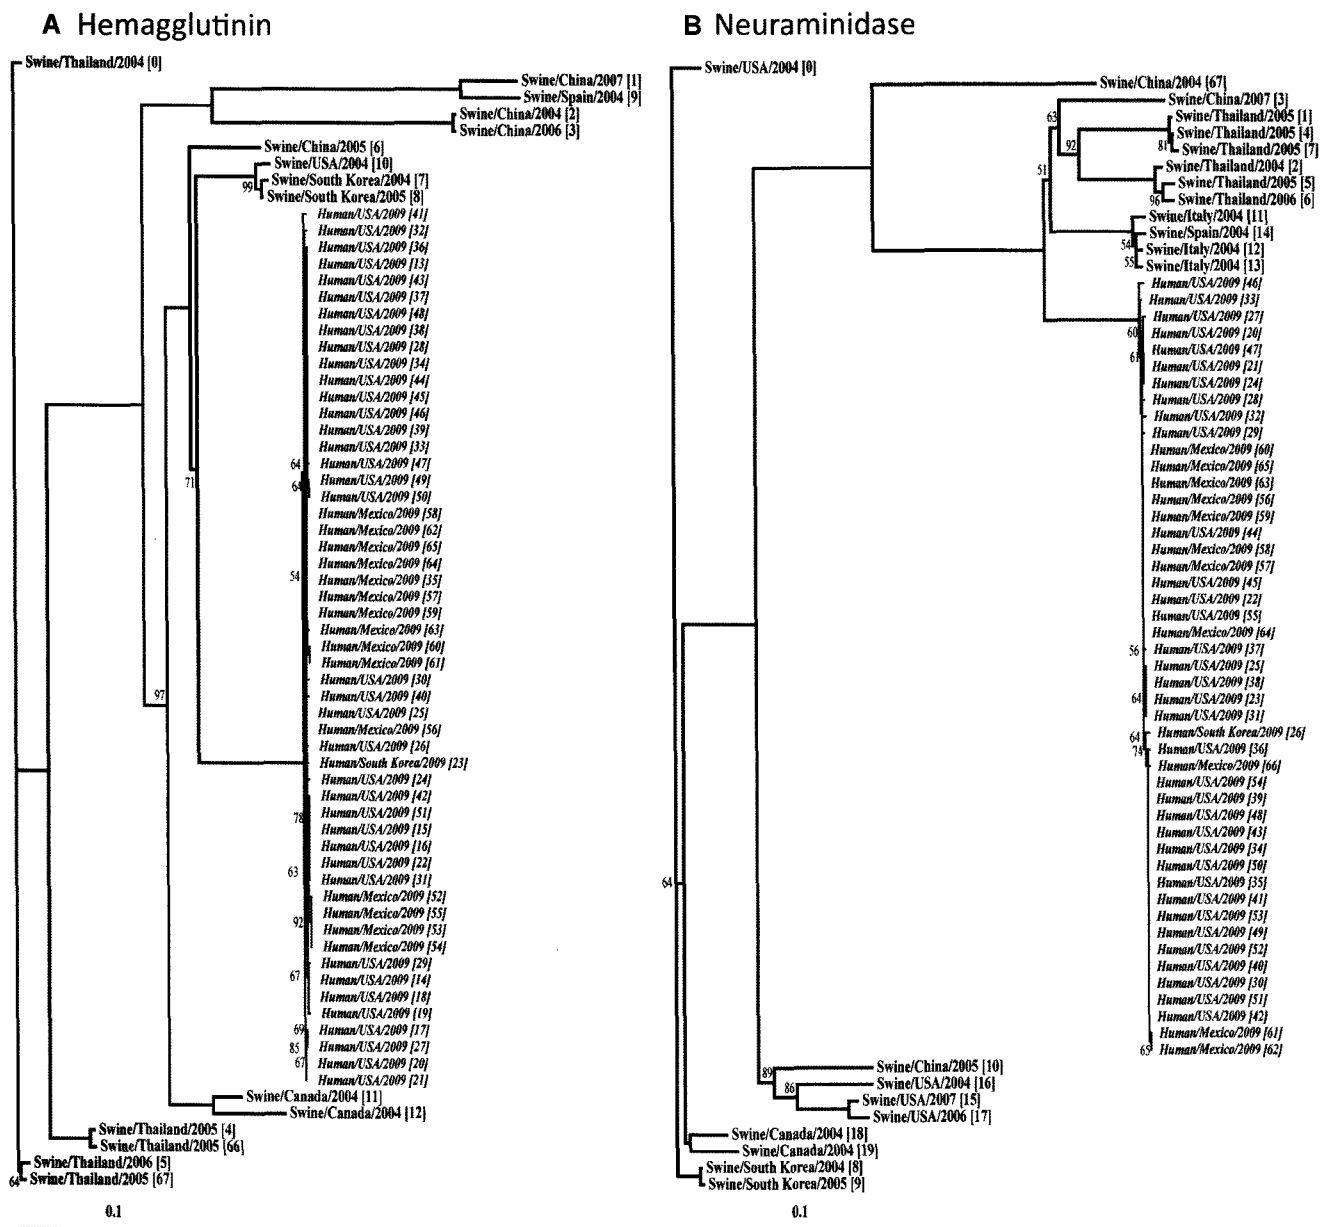 A Hemagglutinin
Swine/Thailand/2004 [0]
Swine/China/2007 [1]
Swine/Spain/2004 [9]
Swine/China/2004 [2]
Swine/China/2006 [3]
Swine/China/2005 [6]
Swine/USA/2004 [10]
Swine/South Korea/2004 [7]
99
Swine/South Korea/2005 [8]
Human/USA/2009 [41]
Human/USA/2009 [32]
Human/USA/2009 [36]
Human/USA/2009 [13]
Human/USA/2009 [43]
Human/USA/2009 [37]
Human/USA/2009 [48]
Human/USA/2009 [38]
Human/USA/2009 [28]
Human/USA/2009 [34]
Human/USA/2009 [44]
Human/USA/2009 [45]
Human/USA/2009 [46]
Human/USA/2009 [39]
Human/USA/2009 [33]
64 Human/USA/2009 [47]
71
64 Human/USA/2009 [49]
Human/USA/2009 [50]
Human/Mexico/2009 [58]
Human/Mexico/2009 [62]
Human/Mexico/2009 [65]
Human/Mexico/2009 [64]
54 Human/Mexico/2009 [35]
Human/Mexico/2009 [57]
Human/Mexico/2009 [59]
Human/Mexico/2009 [63]
Human/Mexico/2009 [60]
Human/Mexico/2009 [61]
Human/USA/2009 [30]
97
Human/USA/2009 [40]
Human/USA/2009 [25]
Human/Mexico/2009 [56]
Human/USA/2009 [26]
Human/South Korea/2009 [23]
Human/USA/2009 [24]
Human/USA/2009 [42]
78 Human/USA/2009 [51]
Human/USA/2009 [15]
Human/USA/2009 [16]
Human/USA/2009 [22]
63 Human/USA/2009 [31]
Human/Mexico/2009 [52]
Human/Mexico/2009 [55]
92 Human/Mexico/2009 [53]
Human/Mexico/2009 [54]
Human/USA/2009 [29]
67 Human/USA/2009 [14]
Human/USA/2009 [18]
Human/USA/2009 [19]
69 Human/USA/2009 [17]
85 Human/USA/2009 [27]
67 Human/USA/2009 [20]
Human/USA/2009 [21]
Swine/Canada/2004 [11]
Swine/Canada/2004 [12]
Swine/Thailand/2005 [4]
Swine/Thailand/2005 [66]
Swine/Thailand/2006 [5]
64 Swine/Thailand/2005 [67]
0.1
B Neuraminidase
Swine/USA/2004 [0]
Swine/China/2004 [67]
Swine/China/2007 [3]
63 Swine/Thailand/2005 [1]
Swine/Thailand/2005 [4]
92 81 Swine/Thailand/2005 [7]
51 Swine/Thailand/2004 [2]
Swine/Thailand/2005 [5]
96 Swine/Thailand/2006 [6]
Swine/Italy/2004 [11]
Swine/Spain/2004 [14]
54 Swine/Italy/2004 [12]
55 Swine/Italy/2004 [13]
Human/USA/2009 [46]
Human/USA/2009 [33]
Human/USA/2009 [27]
60 Human/USA/2009 [20]
61 Human/USA/2009 [47]
Human/USA/2009 [21]
Human/USA/2009 [24]
Human/USA/2009 [28]
Human/USA/2009 [32]
Human/USA/2009 [29]
Human/Mexico/2009 [60]
Human/Mexico/2009 [65]
Human/Mexico/2009 [63]
Human/Mexico/2009 [56]
Human/Mexico/2009 [59]
Human/USA/2009 [44]
Human/Mexico/2009 [58]
Human/Mexico/2009 [57]
Human/USA/2009 [45]
Human/USA/2009 [22]
Human/USA/2009 [55]
Human/Mexico/2009 [64]
56 Human/USA/2009 [37]
Human/USA/2009 [25]
Human/USA/2009 [38]
64 Human/USA/2009 [23]
Human/USA/2009 [31]
64 Human/South Korea/2009 [26]
74 Human/USA/2009 [36]
Human/Mexico/2009 [66]
Human/USA/2009 [54]
Human/USA/2009 [39]
Human/USA/2009 [48]
Human/USA/2009 [43]
Human/USA/2009 [34]
Human/USA/2009 [50]
64
Human/USA/2009 [35]
Human/USA/2009 [41]
Human/USA/2009 [53]
Human/USA/2009 [49]
Human/USA/2009 [52]
Human/USA/2009 [40]
Human/USA/2009 [30]
Human/USA/2009 [51]
Human/USA/2009 [42]
Human/Mexico/2009 [61]
65 Human/Mexico/2009 [62]
89 Swine/China/2005 [10]
86 Swine/USA/2004 [16]
Swine/USA/2007 [15]
Swine/USA/2006 [17]
Swine/Canada/2004 [18]
Swine/Canada/2004 [19]
Swine/South Korea/2004 [8]
Swine/South Korea/2005 [9]
0.1